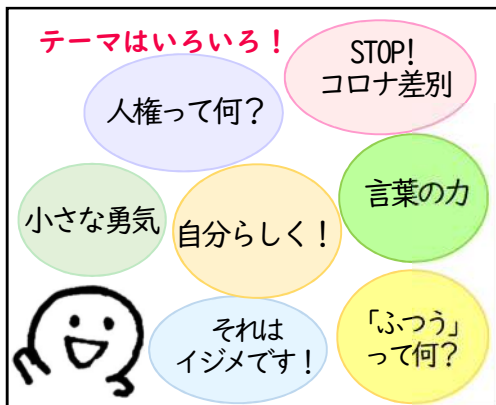 テーマはいろいろ！
STOP!
コロナ差別
人権って何？
言葉の力
小さな勇気
自分らしく！
それは
イジメです！
「ふつう」
って何？